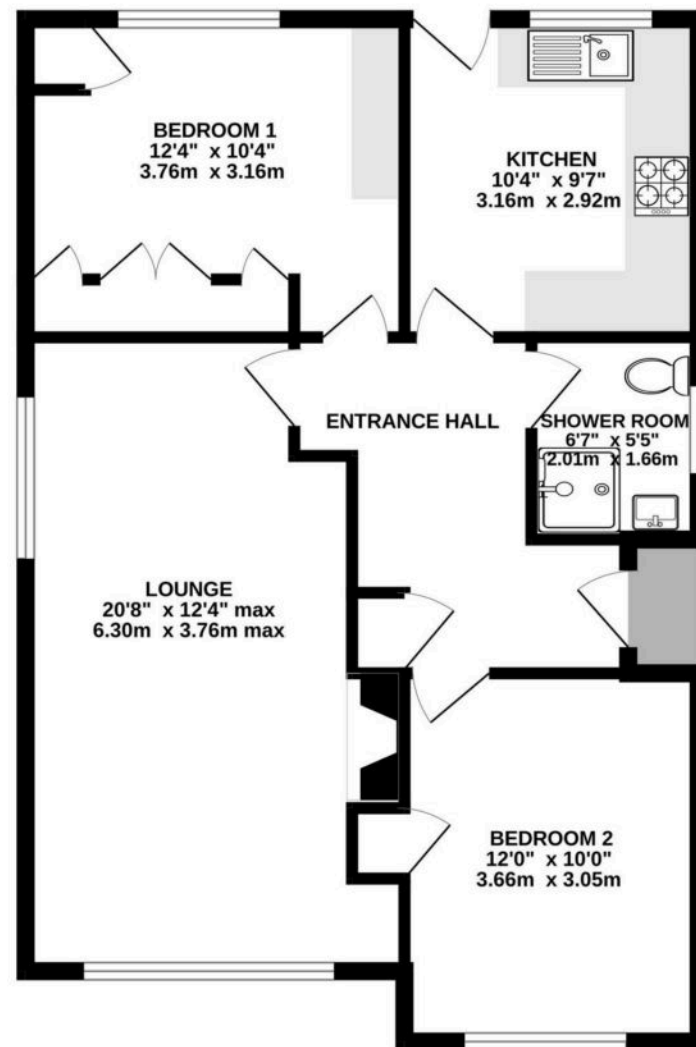 BEDROOM 1
12'4" x 10'4"
3.76m x 3.16m
KITCHEN
10'4" x 9'7"
3.16m x 2.92m
ENTRANCE HALL
SHOWER ROOM
6'7" x 5'5"
2.01m x 1.66m
LOUNGE
20'8" x 12'4" max
6.30m x 3.76m max
BEDROOM 2
12'0" x 10'0"
3.66m x 3.05m